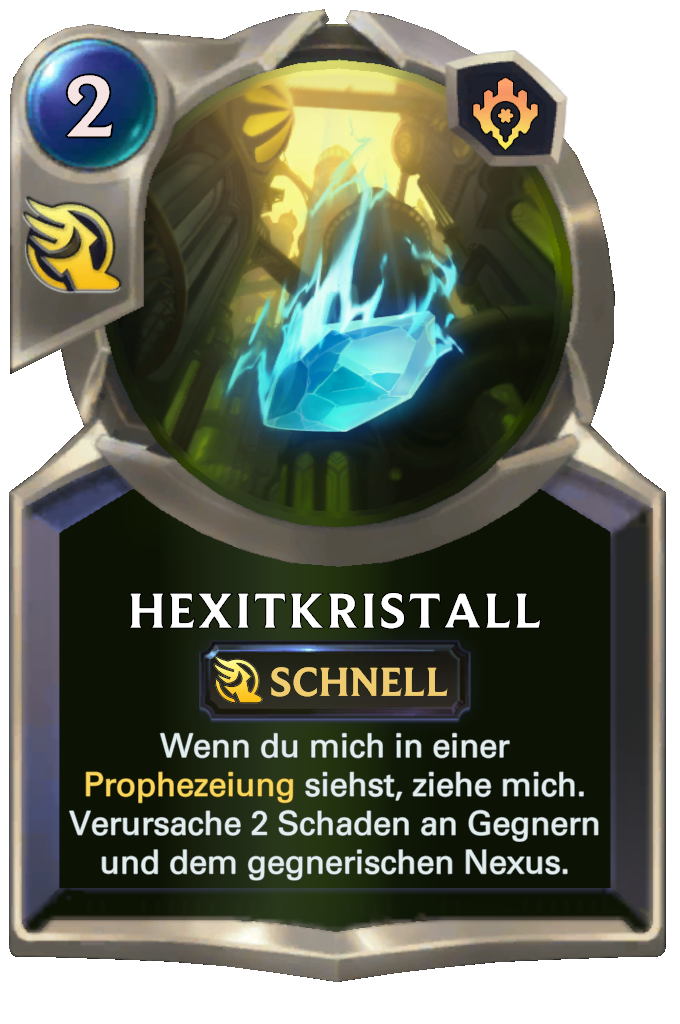 2
HEXITKRISTALL
SCHNELL
Wenn du mich in einer
Prophezeiung siehst, ziehe mich.
Verursache 2 Schaden an Gegnern
und dem gegnerischen Nexus.